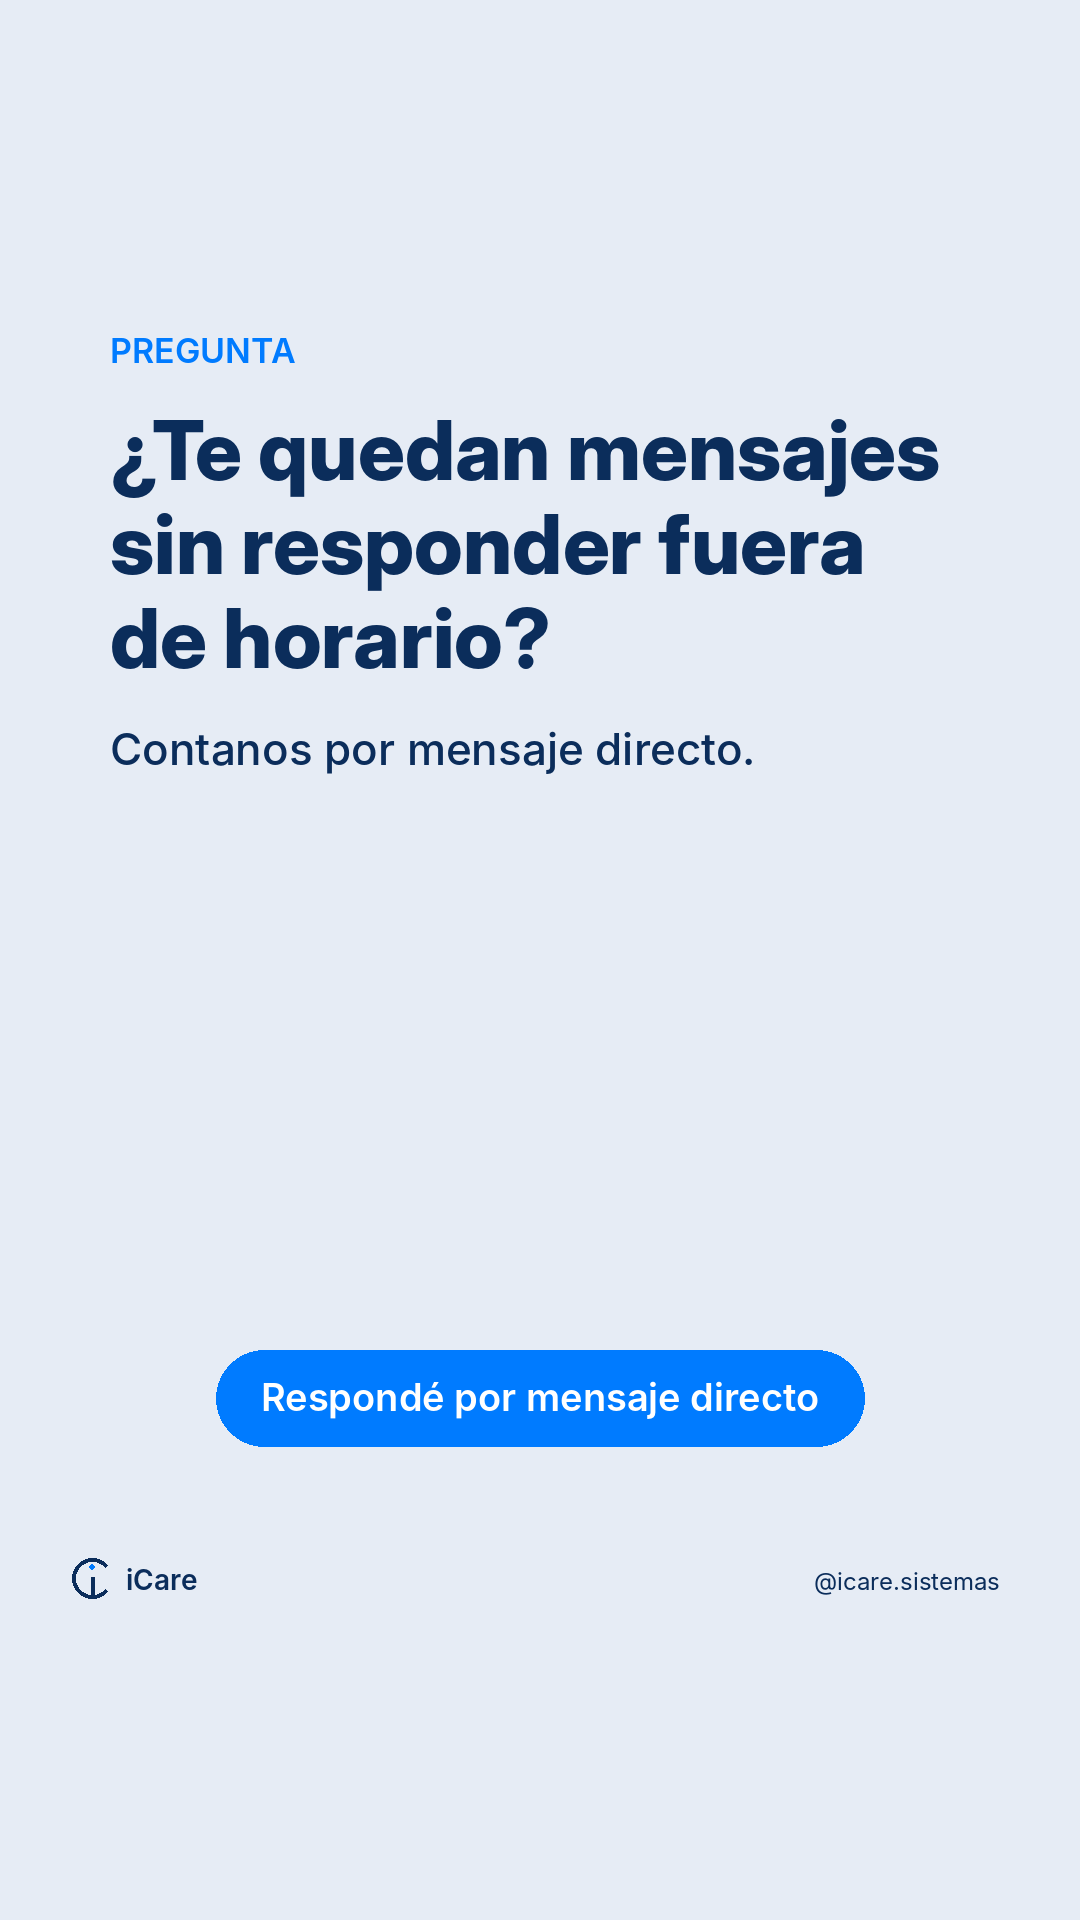 PREGUNTA
¿Te quedan mensajes
sin responder fuera
de horario?
Contanos por mensaje directo.
Respondé por mensaje directo
iCare
@icare.sistemas